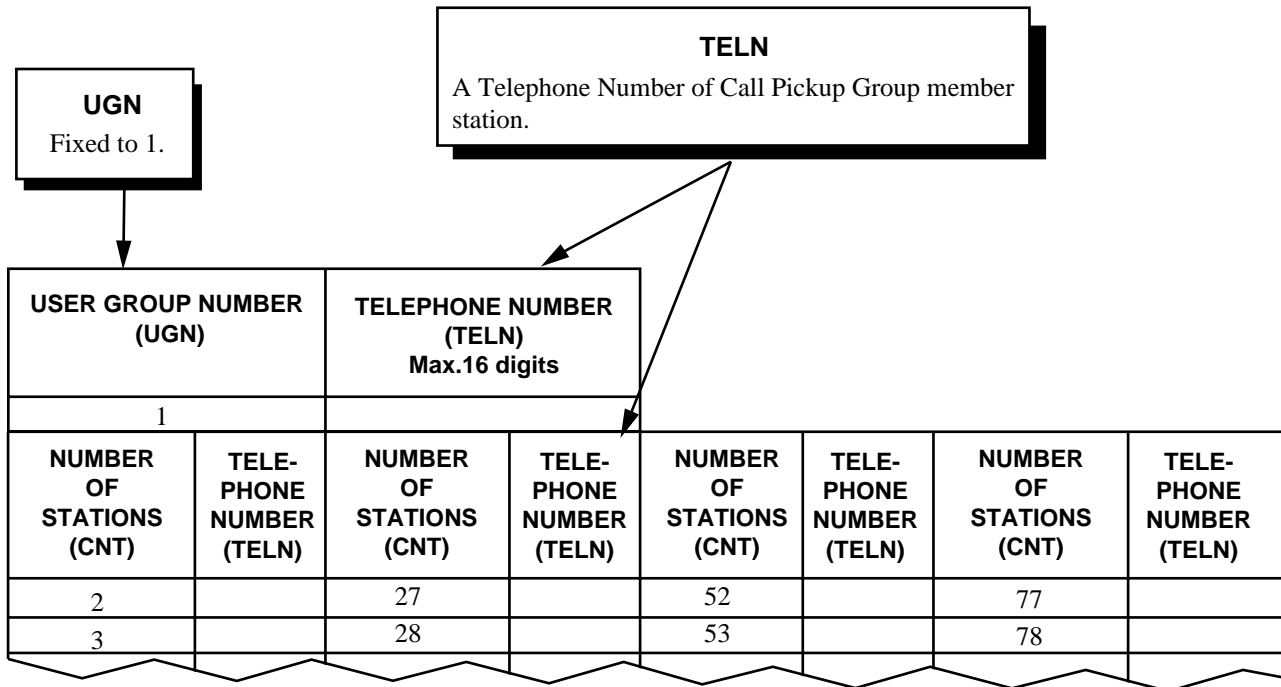 TELN
A Telephone Number of Call Pickup Group member
station.
UGN
Fixed to 1.
USER GROUP NUMBER
(UGN)
TELEPHONE NUMBER
(TELN)
Max.16 digits
1
NUMBER
OF
STATIONS
(CNT)
TELE-
PHONE
NUMBER
(TELN)
NUMBER
OF
STATIONS
(CNT)
TELE-
PHONE
NUMBER
(TELN)
NUMBER
OF
STATIONS
(CNT)
TELE-
PHONE
NUMBER
(TELN)
NUMBER
OF
STATIONS
(CNT)
TELE-
PHONE
NUMBER
(TELN)
2 27 52 77
3 28 53 78